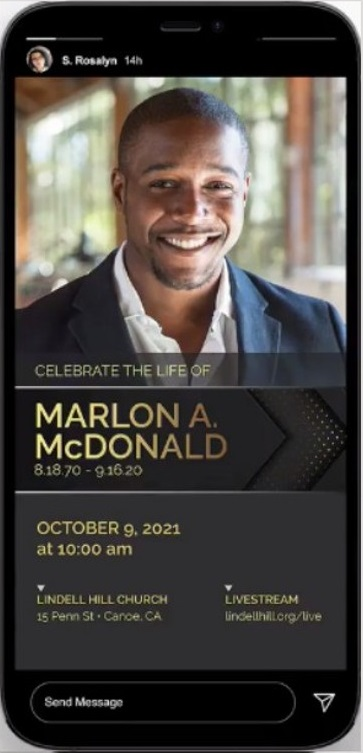 S. Rosalyn 14h
CELEBRATE THE LIFE OF
MARLON A.
McDONALD
8.18.70 - 9.16.20
OCTOBER 9, 2021
at 10:00 am
LINDELL HILL CHURCH
15 Penn St • Canoe, CA
LIVESTREAM
lindellhill.org/live
Send Message